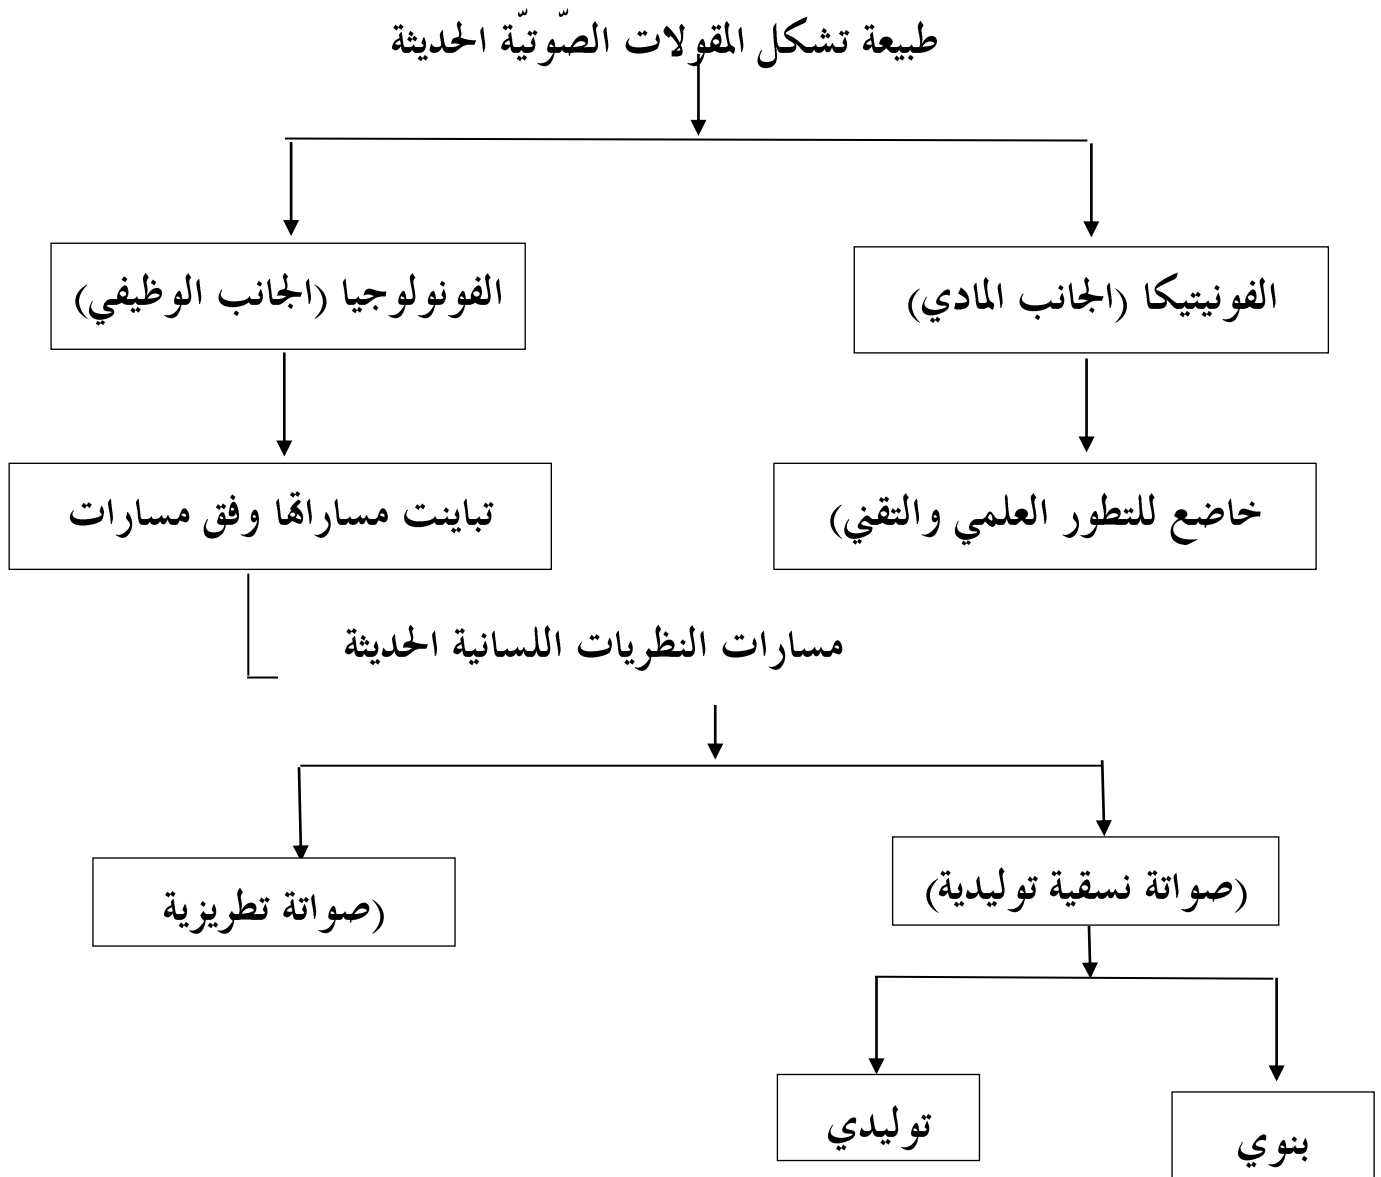 طبيعة تشكل المقولات الصّوتيّة الحديثة
الفونيتيكا (الجانب المادي)
الفونولوجيا (الجانب الوظيفي)
خاضع للتطور العلمي والتقني)
تباينت مساراتها وفق مسارات
مسارات النظريات اللسانية الحديثة
(صواتة نسقية توليدية)
(صواتة تطريزية
توليدي
بنوي